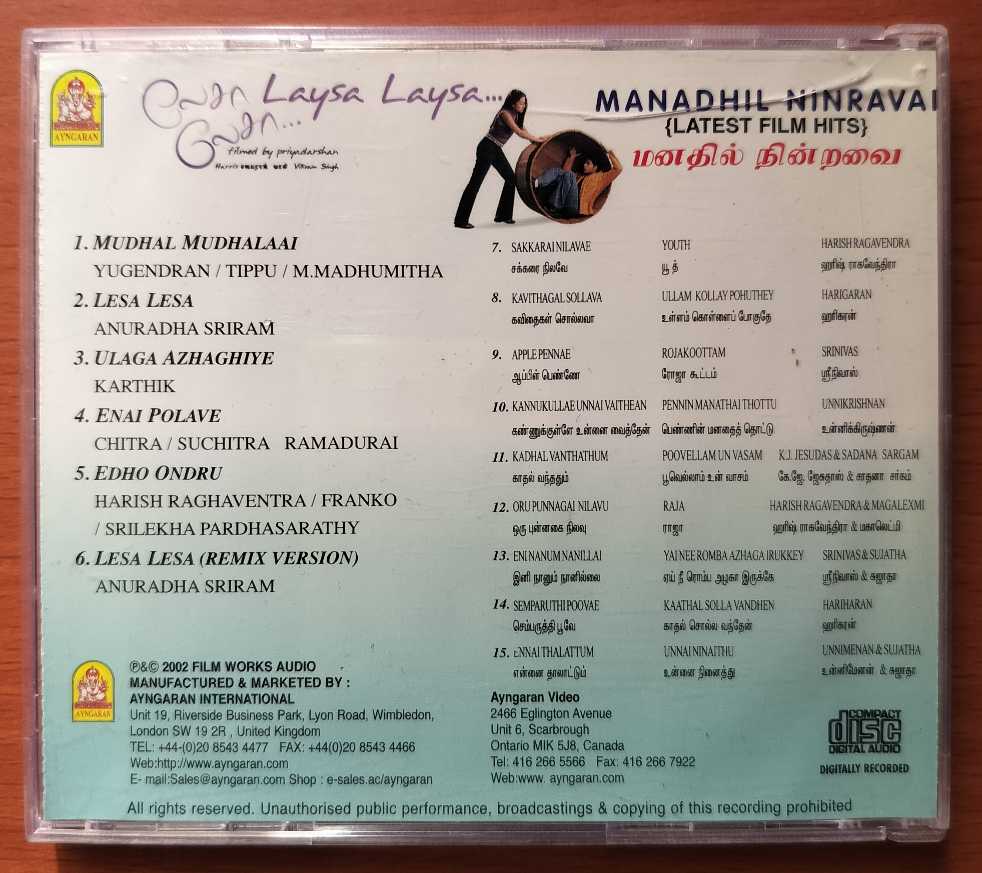 AYNGARAN
லேசா Laysa Laysa...
லேசா...
filmed by priyadarshan
Vikram Singh
MANADHIL NINRAVAI
{LATEST FILM HITS}
மனதில் நின்றவை
1. MUDHAL MUDHALAAI
YUGENDRAN / TIPPU / M.MADHUMITHA
2. LESA LESA
ANURADHA SRIRAM
3. ULAGA AZHAGHIYE
KARTHIK
4. ENAI POLAVE
CHITRA / SUCHITRA RAMADURAI
5. EDHO ONDRU
HARISH RAGHAVENTRA / FRANKO
/ SRILEKHA PARDHASARATHY
6. LESA LESA (REMIX VERSION)
ANURADHA SRIRAM
7. SAKKARAI NILAVAE YOUTH HARISH RAGAVENDRA
சக்கரை நிலவே யூத் ஹரிஷ் ராகவேந்திரா
8. KAVITHAGAL SOLLAVA ULLAM KOLLAY POHUTHEY HARIGARAN
கவிதைகள் சொல்லவா உள்ளம் கொள்ளைப் போகுதே ஹரிகரன்
9. APPLE PENNAE ROJAKOOTTAM SRINIVAS
ஆப்பிள் பெண்ணே ரோஜா கூட்டம் ஸ்ரீநிவாஸ்
10. KANNUKULLAE UNNAI VAITHEAN PENNIN MANATHAI THOTTU UNNIKRISHNAN
கண்ணுக்குள்ளே உன்னை வைத்தேன் பெண்ணின் மனதைத் தொட்டு உன்னிக்கிருஷ்ணன்
11. KADHAL VANTHATHUM POOVELLAM UN VASAM K.J. JESUDAS & SADANA SARGAM
காதல் வந்ததும் பூவெல்லாம் உன் வாசம் கே.ஜே. ஜேசுதாஸ் & சாதனா சர்கம்
12. ORU PUNNAGAI NILAVU RAJA HARISH RAGAVENDRA & MAGALEXMI
ஒரு புன்னகை நிலவு ராஜா ஹரிஷ் ராகவேந்திரா & மகாலெட்மி
13. ENI NANUM NANILLAI YAI NEE ROMBA AZHAGA IRUKKEY SRINIVAS & SUJATHA
இனி நானும் நானில்லை ஏய் நீ ரொம்ப அழகா இருக்கே ஸ்ரீநிவாஸ் & சுஜாதா
14. SEMPARUTHI POOVAE KAATHAL SOLLA VANDHEN HARIHARAN
செம்பருத்தி பூவே காதல் சொல்ல வந்தேன் ஹரிகரன்
15. ENNAI THALATTUM UNNAI NINAITHU UNNIMENAN & SUJATHA
என்னை தாலாட்டும் உன்னை நினைத்து உன்னிமேனன் & சுஜாதா
AYNGARAN
℗&© 2002 FILM WORKS AUDIO
MANUFACTURED & MARKETED BY :
AYNGARAN INTERNATIONAL
Unit 19, Riverside Business Park, Lyon Road, Wimbledon,
London SW 19 2R , United Kingdom
TEL: +44-(0)20 8543 4477 FAX: +44(0)20 8543 4466
Web:http://www.ayngaran.com
E- mail:Sales@ayngaran.com Shop : e-sales.ac/ayngaran
Ayngaran Video
2466 Eglington Avenue
Unit 6, Scarbrough
Ontario MIK 5J8, Canada
Tel: 416 266 5566 Fax: 416 266 7922
Web:www. ayngaran.com
COMPACT
disc
DIGITAL AUDIO
DIGITALLY RECORDED
All rights reserved. Unauthorised public performance, broadcastings & copying of this recording prohibited